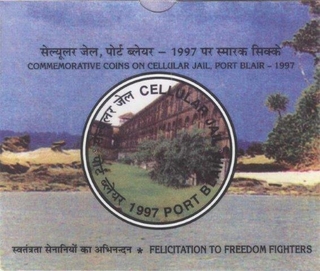 सेल्यूलर जेल, पोर्ट ब्लेयर – 1997 पर स्मारक सिक्के
COMMEMORATIVE COINS ON CELLULAR JAIL, PORT BLAIR – 1997
सेल्यूलर जेल CELLULAR JAIL
पोर्ट ब्लेयर 1997 PORT BLAIR
स्वतंत्रता सेनानियों का अभिनन्दन * FELICITATION TO FREEDOM FIGHTERS